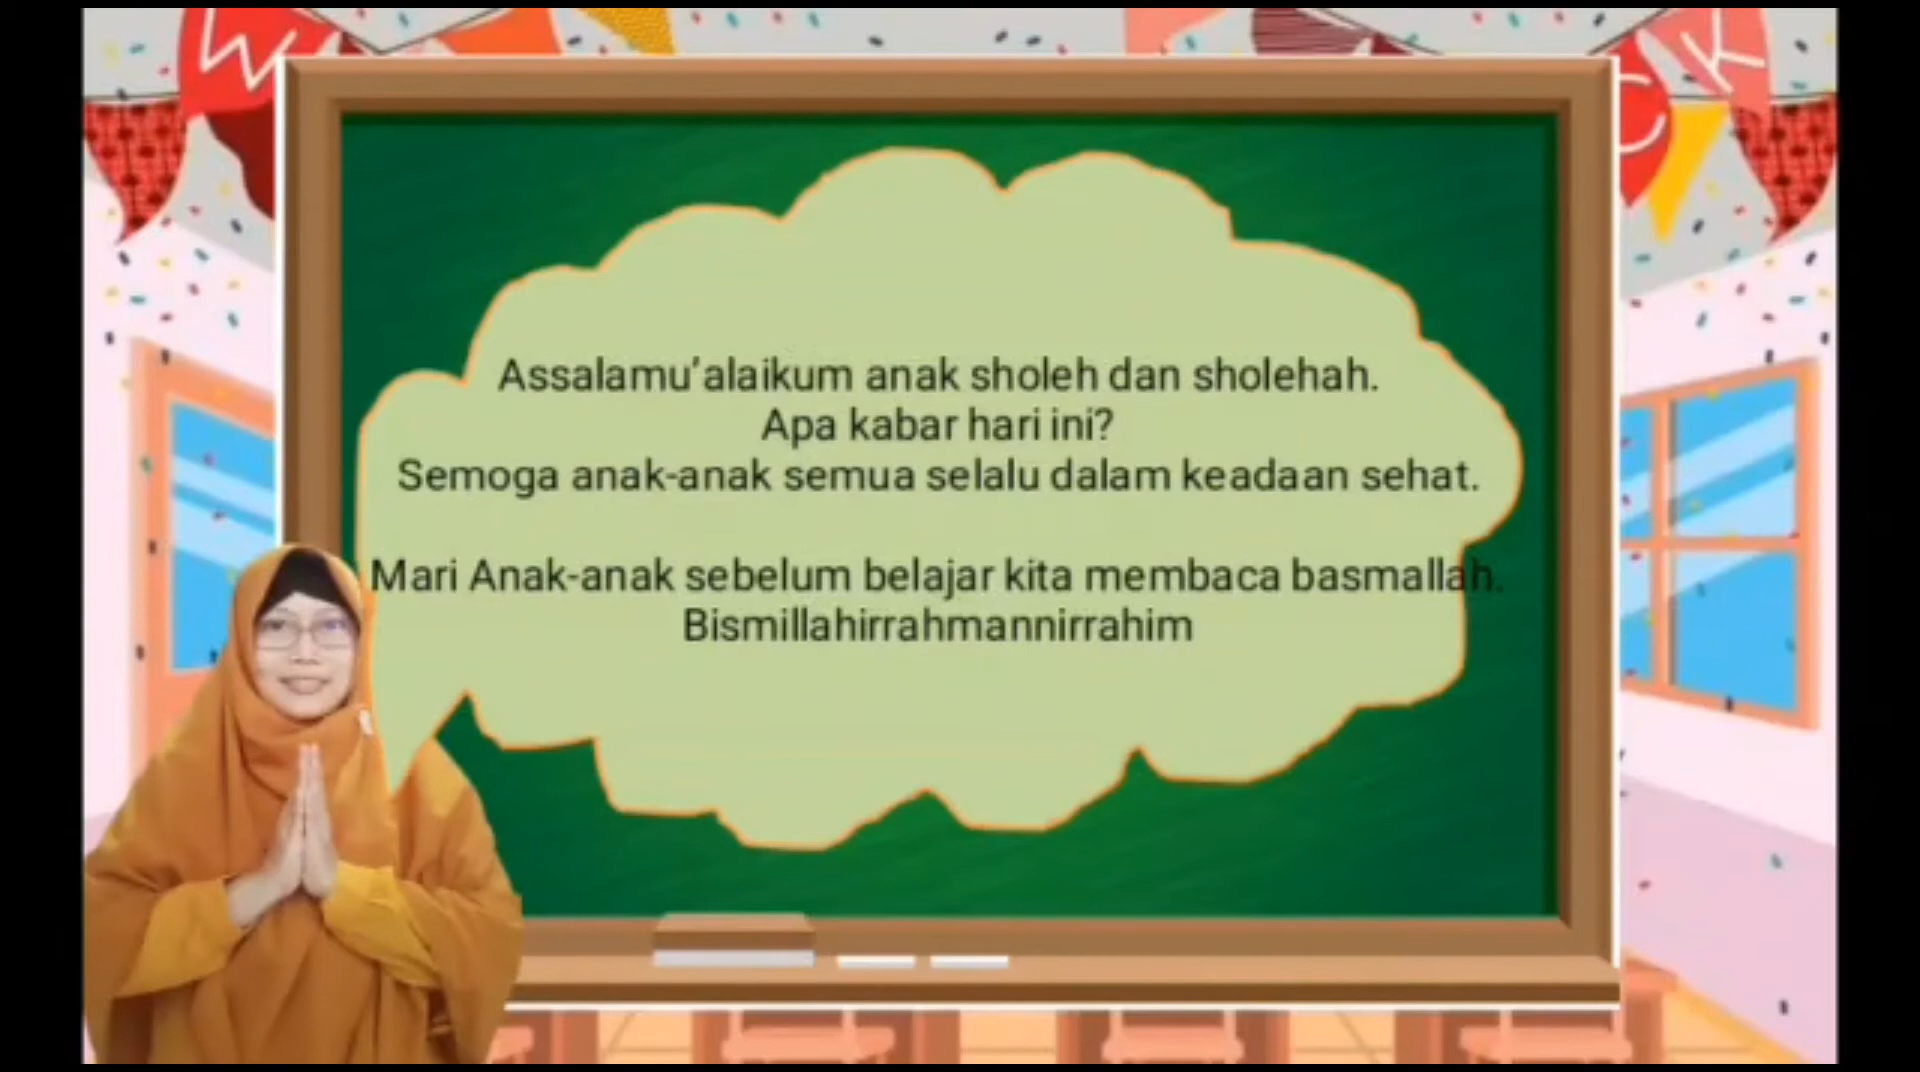 W
CK
Assalamu'alaikum anak sholeh dan sholehah.
Apa kabar hari ini?
Semoga anak-anak semua selalu dalam keadaan sehat.
Mari Anak-anak sebelum belajar kita membaca basmallah.
Bismillahirrahmannirrahim